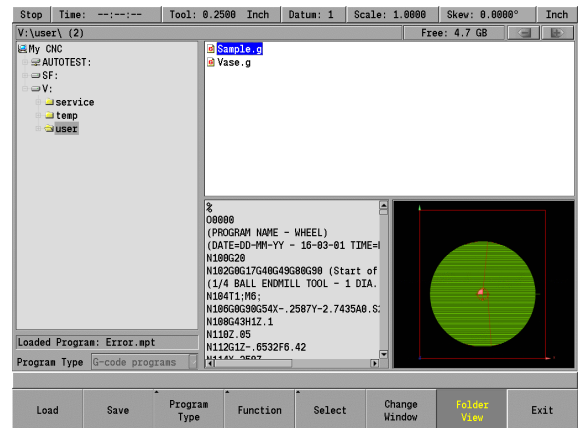 Stop Time: --:--:-- Tool: 0.2500 Inch Datum: 1 Scale: 1.0000 Skew: 0.0000° Inch
V:\user\ (2) Free: 4.7 GB
My CNC
AUTOTEST:
SF:
V:
service
temp
user
Sample.g
Vase.g
%
O0000
(PROGRAM NAME - WHEEL)
(DATE=DD-MM-YY - 16-03-01 TIME=
N100G20
N102G0G17G40G49G80G90 (Start of
(1/4 BALL ENDMILL TOOL - 1 DIA.
N104T1;M6;
N106G0G90G54X-.2587Y-2.7435A0.S
N108G43H1Z.1
N110Z.05
N112G1Z-.6532F6.42
N114X.2587
Loaded Program: Error.mpt
Program Type G-code programs
Load Save Program Type Function Select Change Window Folder View Exit